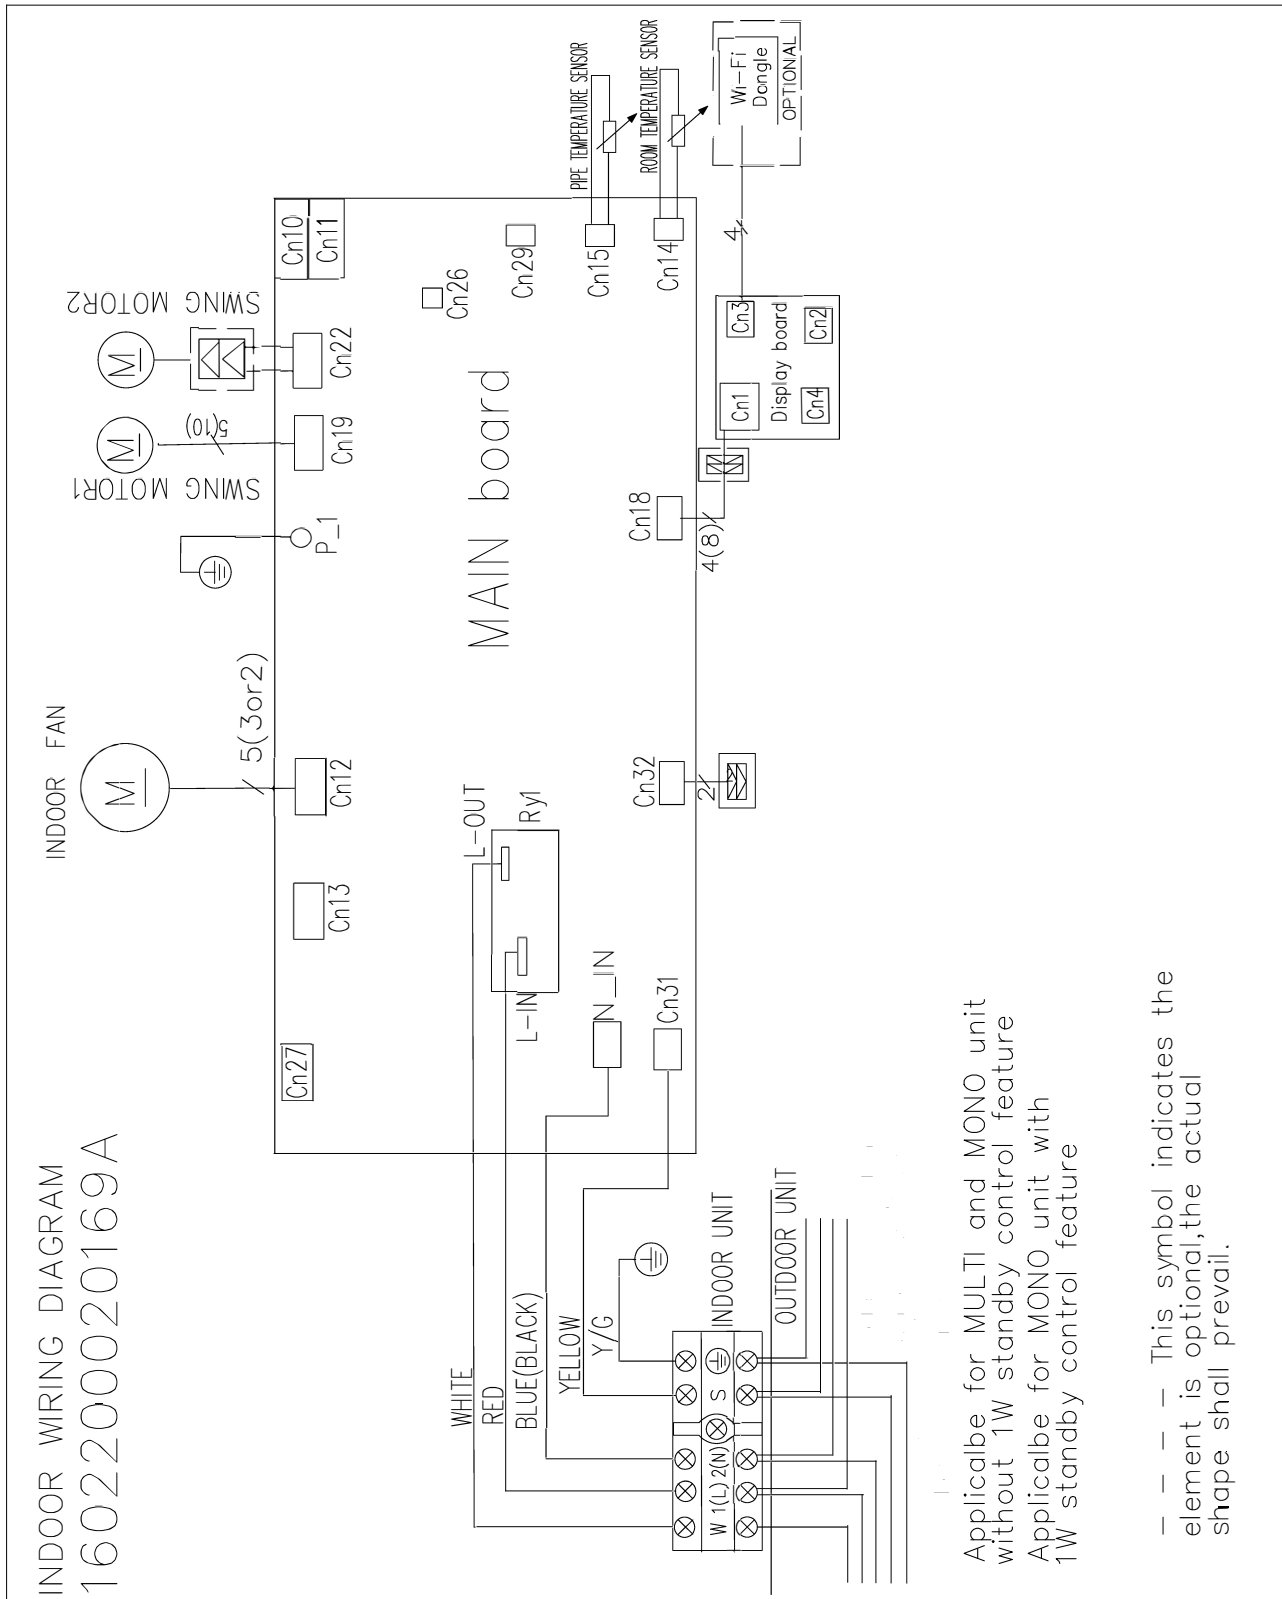 INDOOR WIRING DIAGRAM
16022000020169A
INDOOR FAN
SWING MOTOR1
SWING MOTOR2
5(3or2)
5(10)
P_1
Cn27
Cn13
Cn12
Cn19
Cn22
Cn10
Cn11
Cn26
Cn29
Cn15
Cn14
PIPE TEMPERATURE SENSOR
ROOM TEMPERATURE SENSOR
MAIN board
L-OUT
Ry1
L-IN
N_IN
Cn31
Cn32
2
Cn18
4(8)
Cn1
Cn3
Display board
Cn4
Cn2
4
Wi-Fi
Dongle
OPTIONAL
M
M
M
WHITE
RED
BLUE(BLACK)
YELLOW
Y/G
W 1(L) 2(N) S
INDOOR UNIT
OUTDOOR UNIT
Applicalbe for MULTI and MONO unit
without 1W standby control feature
Applicalbe for MONO unit with
1W standby control feature
This symbol indicates the
element is optional,the actual
shape shall prevail.